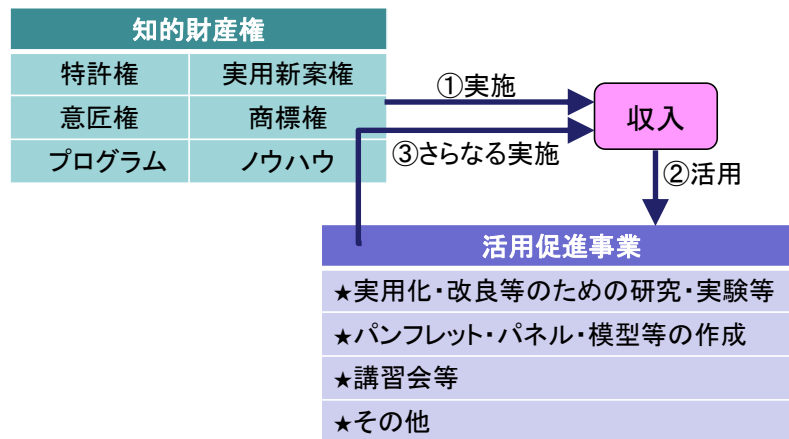 知的財産権
特許権 実用新案権
意匠権 商標権
プログラム ノウハウ
①実施
収入
③さらなる実施
②活用
活用促進事業
★実用化・改良等のための研究・実験等
★パンフレット・パネル・模型等の作成
★講習会等
★その他